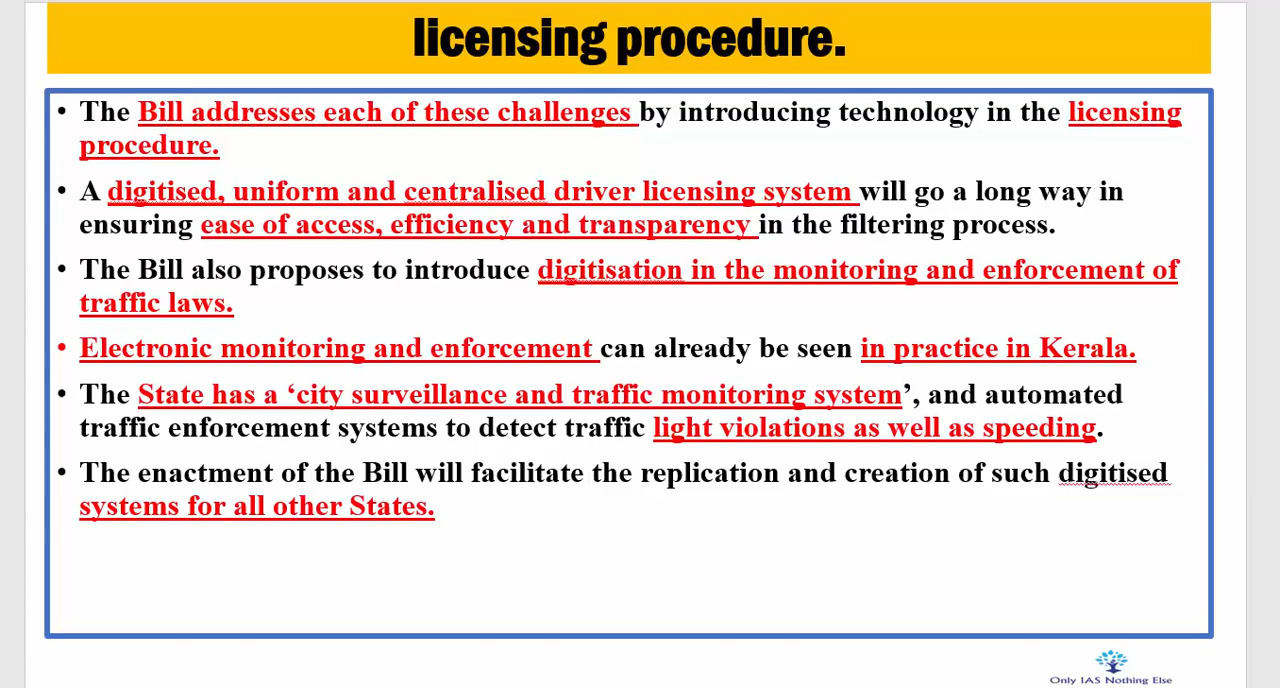 licensing procedure.
• The Bill addresses each of these challenges by introducing technology in the licensing
procedure.
• A digitised, uniform and centralised driver licensing system will go a long way in
ensuring ease of access, efficiency and transparency in the filtering process.
• The Bill also proposes to introduce digitisation in the monitoring and enforcement of
traffic laws.
• Electronic monitoring and enforcement can already be seen in practice in Kerala.
• The State has a ‘city surveillance and traffic monitoring system’, and automated
traffic enforcement systems to detect traffic light violations as well as speeding.
• The enactment of the Bill will facilitate the replication and creation of such digitised
systems for all other States.
Only IAS Nothing Else